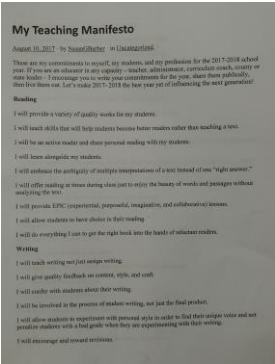 My Teaching Manifesto
August 10, 2017 · by SusanGBarber · in Uncategorized.
These are my commitments to myself, my students, and my profession for the 2017-2018 school
year. If you are an educator in any capacity – teacher, administrator, curriculum coach, county or
state leader - I encourage you to write your commitments for the year, share them publically,
then live them out. Let's make 2017-2018 the best year yet of influencing the next generation!
Reading
I will provide a variety of quality works for my students.
I will teach skills that will help students become better readers rather than teaching a text.
I will be an active reader and share personal reading with my students.
I will learn alongside my students.
I will embrace the ambiguity of multiple interpretations of a text instead of one "right answer."
I will offer reading at times during class just to enjoy the beauty of words and passages without
analyzing the text.
I will provide EPIC (experiential, purposeful, imaginative, and collaborative) lessons.
I will allow students to have choice in their reading.
I will do everything I can to get the right book into the hands of reluctant readers.
Writing
I will teach writing not just assign writing.
I will give quality feedback on content, style, and craft.
I will confer with students about their writing.
I will be involved in the process of student writing, not just the final product.
I will allow students to experiment with personal style in order to find their unique voice and not
penalize students with a bad grade when they are experimenting with their writing.
I will encourage and reward revisions.